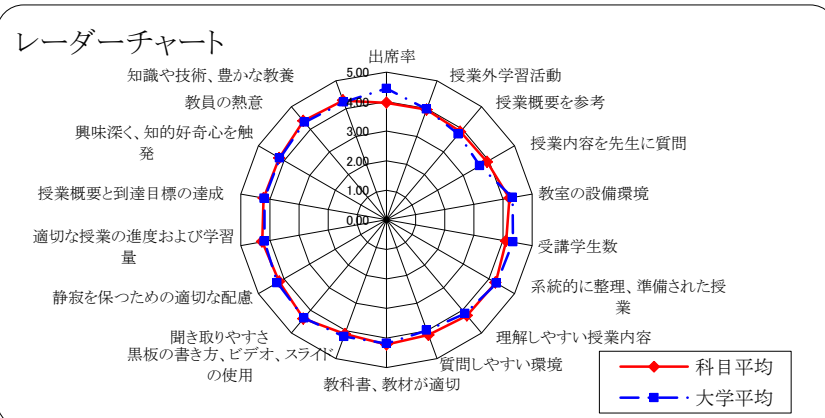 レーダーチャート
出席率
授業外学習活動
授業概要を参考
授業内容を先生に質問
教室の設備環境
受講学生数
系統的に整理、準備された授
業
理解しやすい授業内容
質問しやすい環境
教科書、教材が適切
黒板の書き方、ビデオ、スライド
の使用
聞き取りやすさ
静寂を保つための適切な配慮
適切な授業の進度および学習
量
授業概要と到達目標の達成
興味深く、知的好奇心を触
発
教員の熱意
知識や技術、豊かな教養
5.00
4.00
3.00
2.00
1.00
0.00
科目平均
大学平均